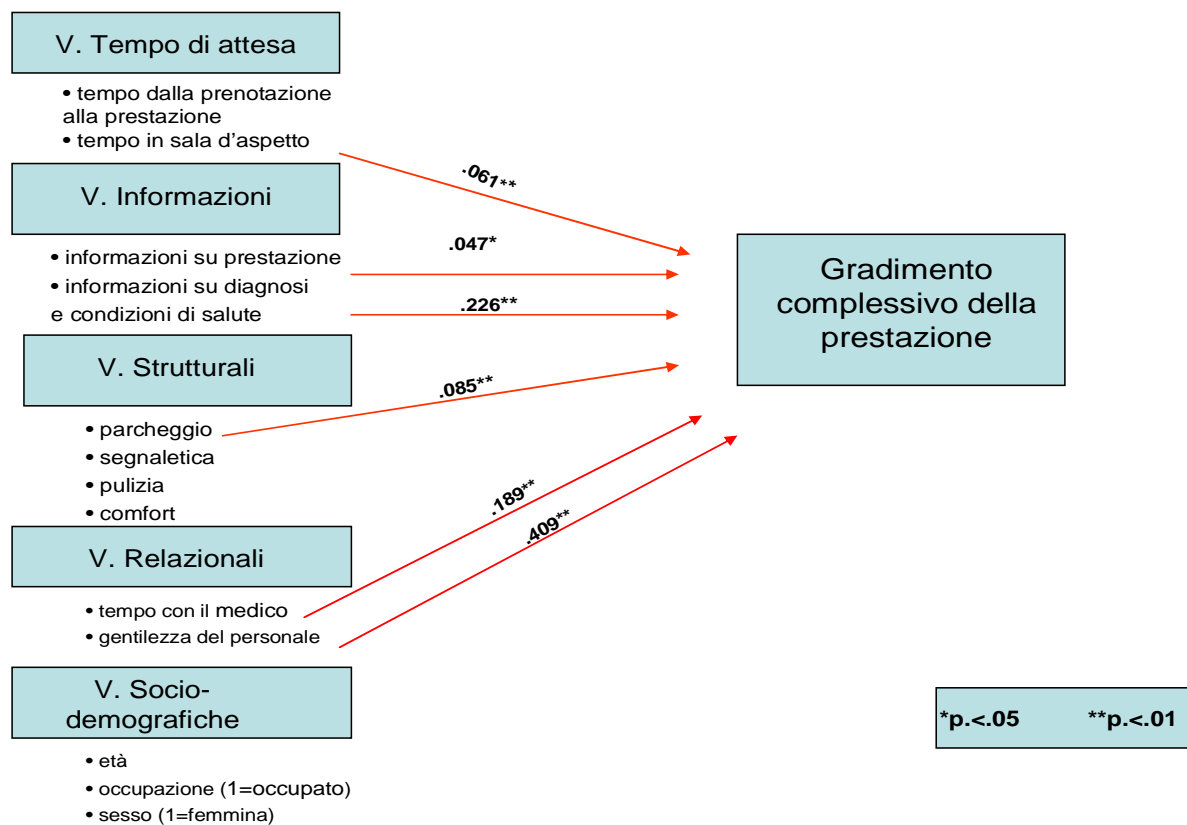 V. Tempo di attesa
• tempo dalla prenotazione
alla prestazione
• tempo in sala d'aspetto
.061**
V. Informazioni
.047*
• informazioni su prestazione
• informazioni su diagnosi
e condizioni di salute
.226**
Gradimento
complessivo della
prestazione
V. Strutturali
.085**
• parcheggio
• segnaletica
• pulizia
• comfort
.189**
.409**
V. Relazionali
• tempo con il medico
• gentilezza del personale
V. Socio-
demografiche
*p.<.05 **p.<.01
• età
• occupazione (1=occupato)
• sesso (1=femmina)